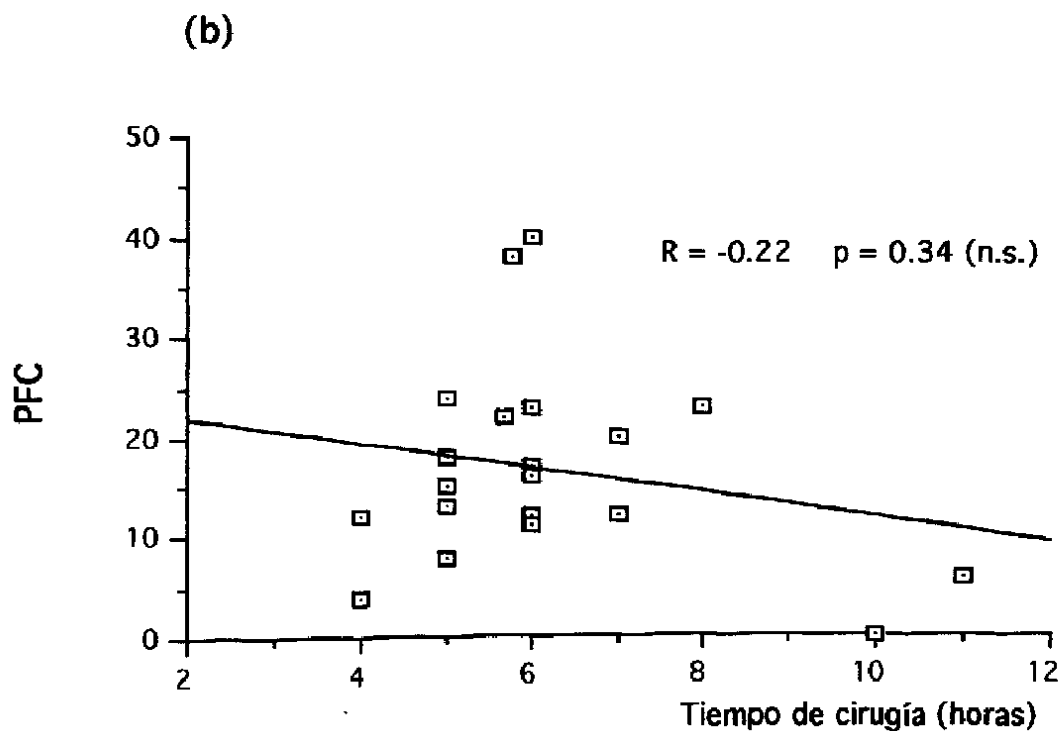 (b)
50
40
30
20
10
0
PFC
R = -0.22 p = 0.34 (n.s.)
2 4 6 8 10 12
Tiempo de cirugía (horas)